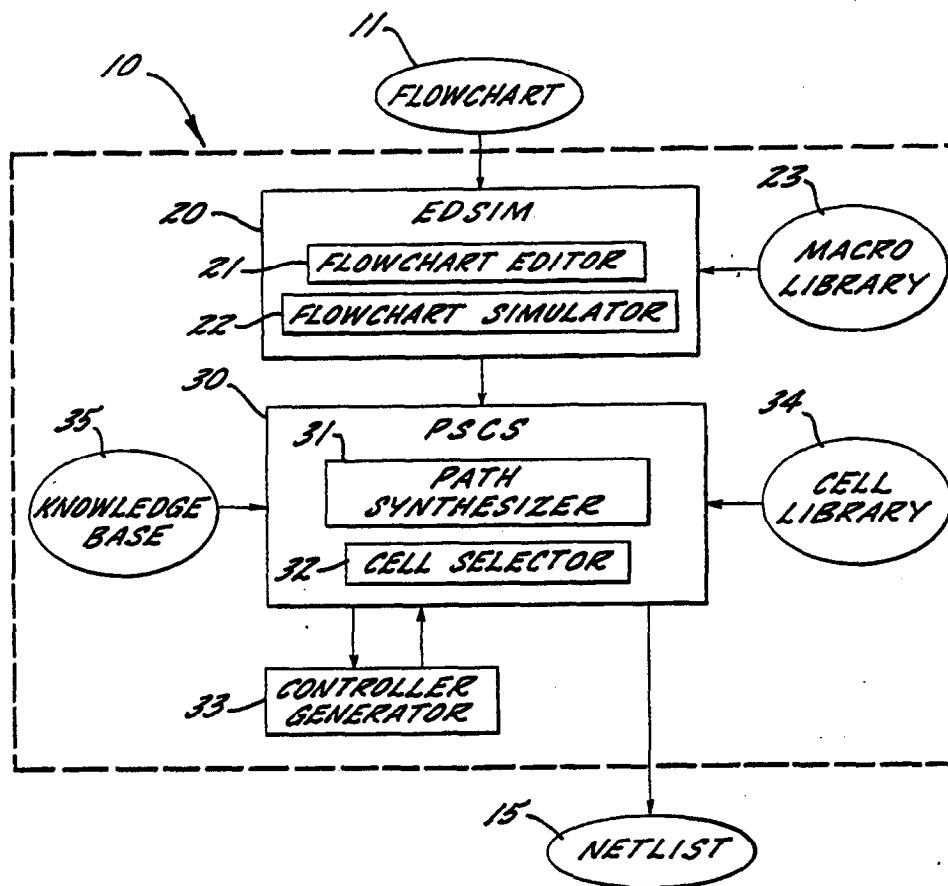 11
10
FLOWCHART
20
EDSIM
23
21
FLOWCHART EDITOR
MACRO
LIBRARY
22
FLOWCHART SIMULATOR
30
PSCS
34
35
31
PATH
SYNTHESIZER
KNOWLEDGE
BASE
CELL
LIBRARY
32
CELL SELECTOR
33
CONTROLLER
GENERATOR
15
NETLIST